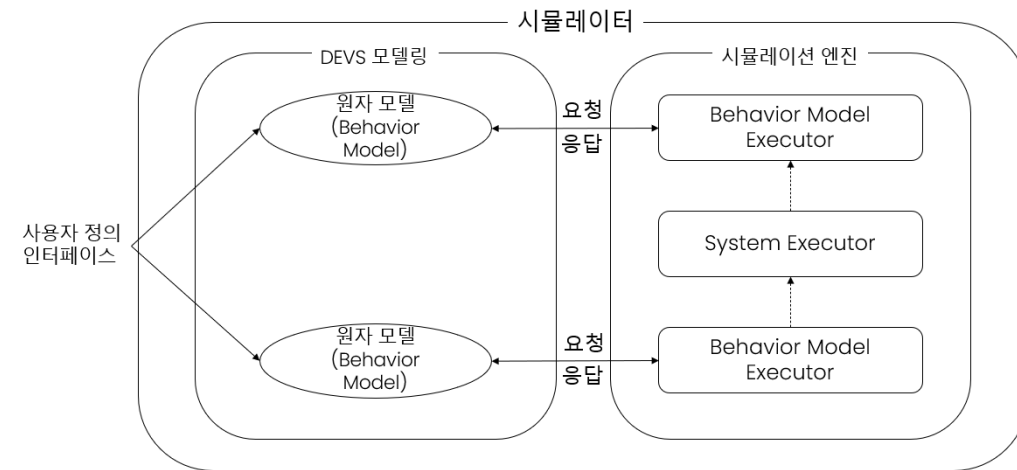 시뮬레이터
DEVS 모델링
시뮬레이션 엔진
원자 모델
(Behavior
Model)
요청
응답
Behavior Model
Executor
사용자 정의
인터페이스
System Executor
원자 모델
(Behavior
Model)
요청
응답
Behavior Model
Executor